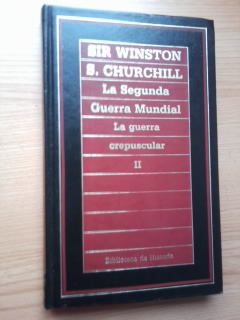 SIR WINSTON
S. CHURCHILL
La Segunda
Guerra Mundial
La guerra
crepuscular
II
Biblioteca de Historia